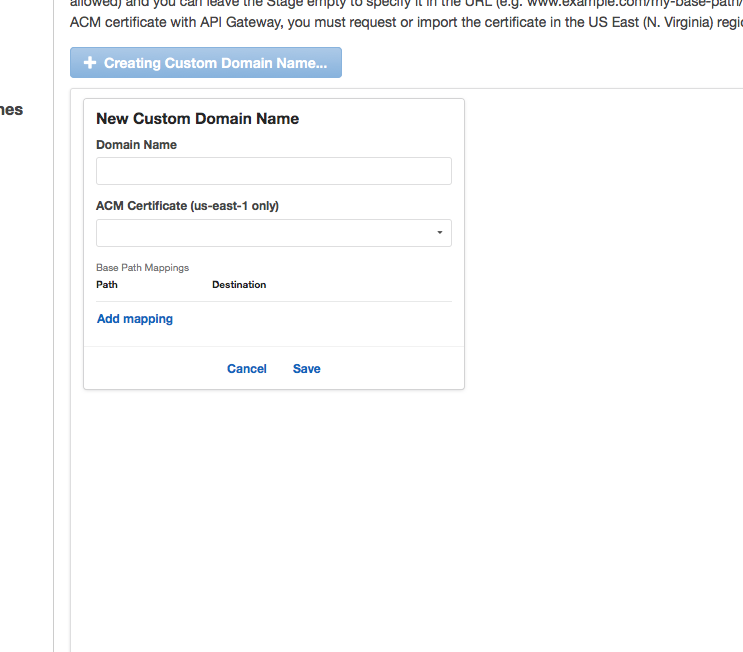 allowed) and you can leave the Stage empty to specify it in the URL (e.g. www.example.com/my-base-path/
ACM certificate with API Gateway, you must request or import the certificate in the US East (N. Virginia) regio
+ Creating Custom Domain Name...
nes
New Custom Domain Name
Domain Name
ACM Certificate (us-east-1 only)
Base Path Mappings
Path Destination
Add mapping
Cancel Save